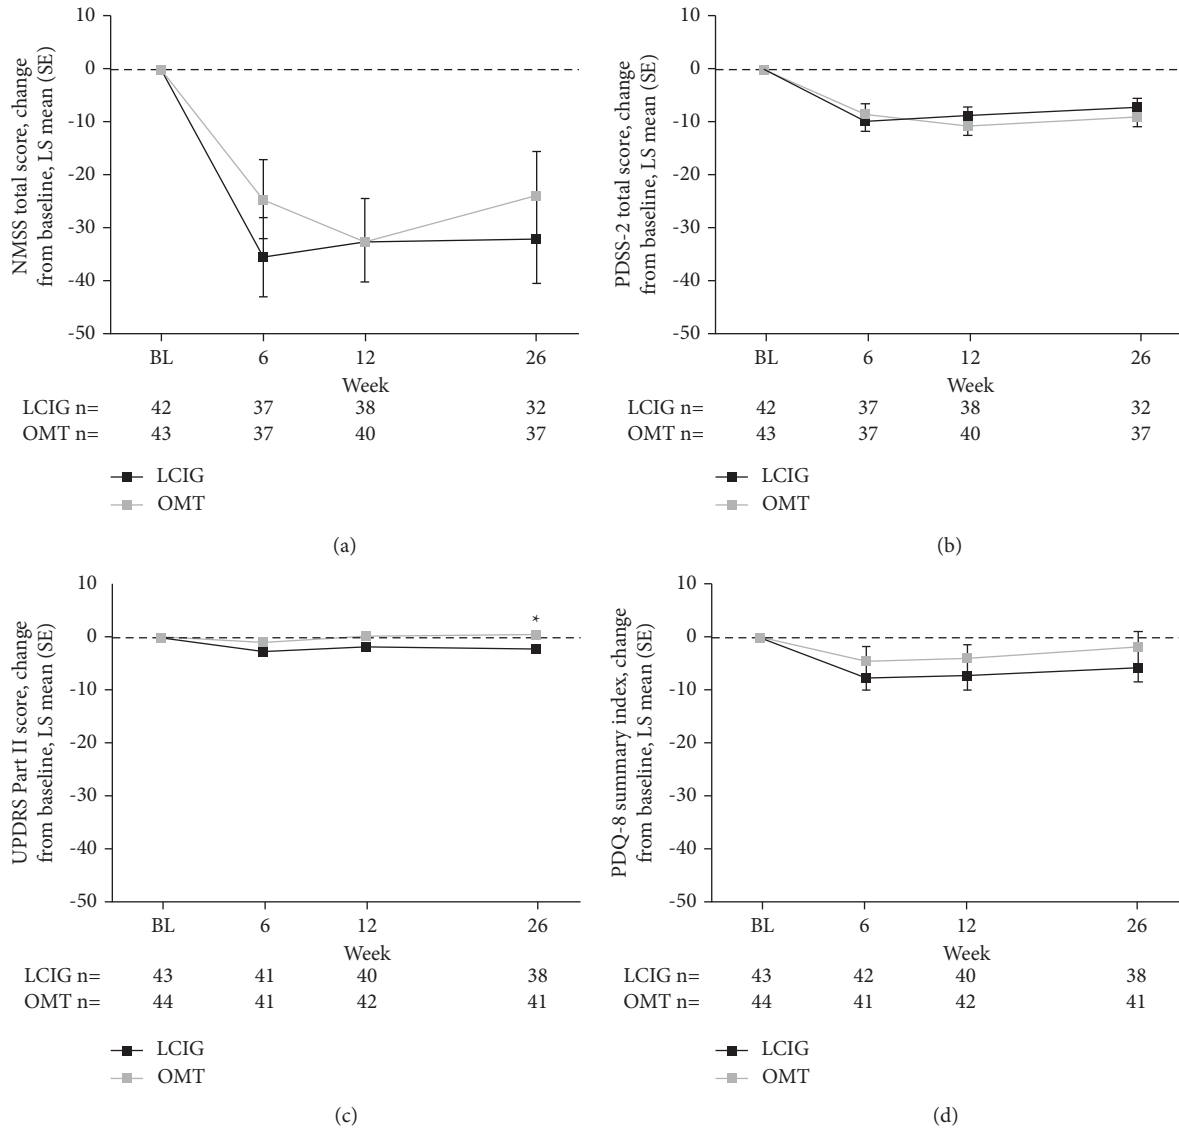 NMSS total score, change
from baseline, LS mean (SE)
10
0
-10
-20
-30
-40
-50
BL 6 12 26
Week
LCIG n= 42 37 38 32
OMT n= 43 37 40 37
LCIG
OMT
(a)
PDSS-2 total score, change
from baseline, LS mean (SE)
10
0
-10
-20
-30
-40
-50
BL 6 12 26
Week
LCIG n= 42 37 38 32
OMT n= 43 37 40 37
LCIG
OMT
(b)
UPDRS Part II score, change
from baseline, LS mean (SE)
10
0
-10
-20
-30
-40
-50
*
BL 6 12 26
Week
LCIG n= 43 41 40 38
OMT n= 44 41 42 41
LCIG
OMT
(c)
PDQ-8 summary index, change
from baseline, LS mean (SE)
10
0
-10
-20
-30
-40
-50
BL 6 12 26
Week
LCIG n= 43 42 40 38
OMT n= 44 41 42 41
LCIG
OMT
(d)